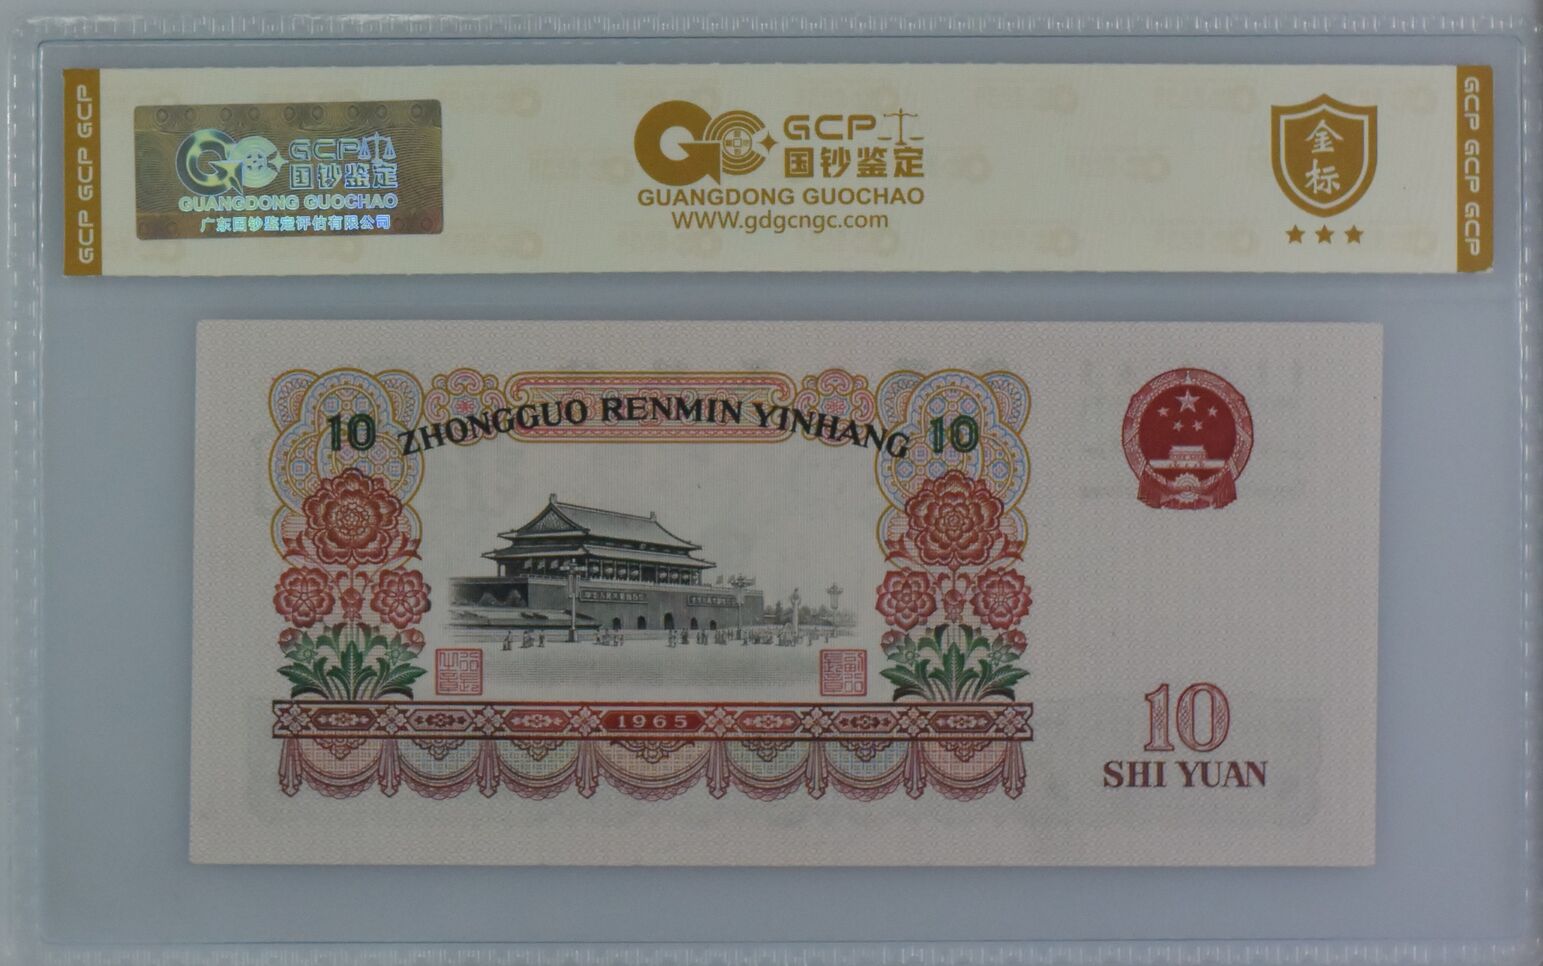 GCP GCP GCP
GCP 国钞鉴定
GUANGDONG GUOCHAO
广东国钞鉴定评估有限公司
GCP
国钞鉴定
GUANGDONG GUOCHAO
WWW.gdgcngc.com
金标
GCP GCP GCP
10 ZHONGGUO RENMIN YINHANG 10
1965
10
SHI YUAN